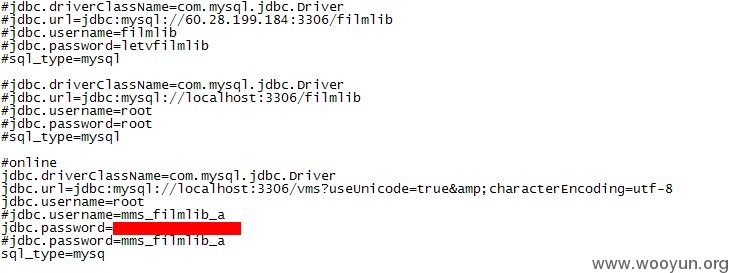 #jdbc.driverClassName=com.mysql.jdbc.Driver
#jdbc.url=jdbc:mysql://60.28.199.184:3306/filmlib
#jdbc.username=filmlib
#jdbc.password=letvfilmlib
#sql_type=mysql

#jdbc.driverClassName=com.mysql.jdbc.Driver
#jdbc.url=jdbc:mysql://localhost:3306/filmlib
#jdbc.username=root
#jdbc.password=root
#sql_type=mysql

#online
jdbc.driverClassName=com.mysql.jdbc.Driver
jdbc.url=jdbc:mysql://localhost:3306/vms?useUnicode=true&amp;characterEncoding=utf-8
jdbc.username=root
#jdbc.username=mms_filmlib_a
jdbc.password=
#jdbc.password=mms_filmlib_a
sql_type=mysq
www.wooyun.org